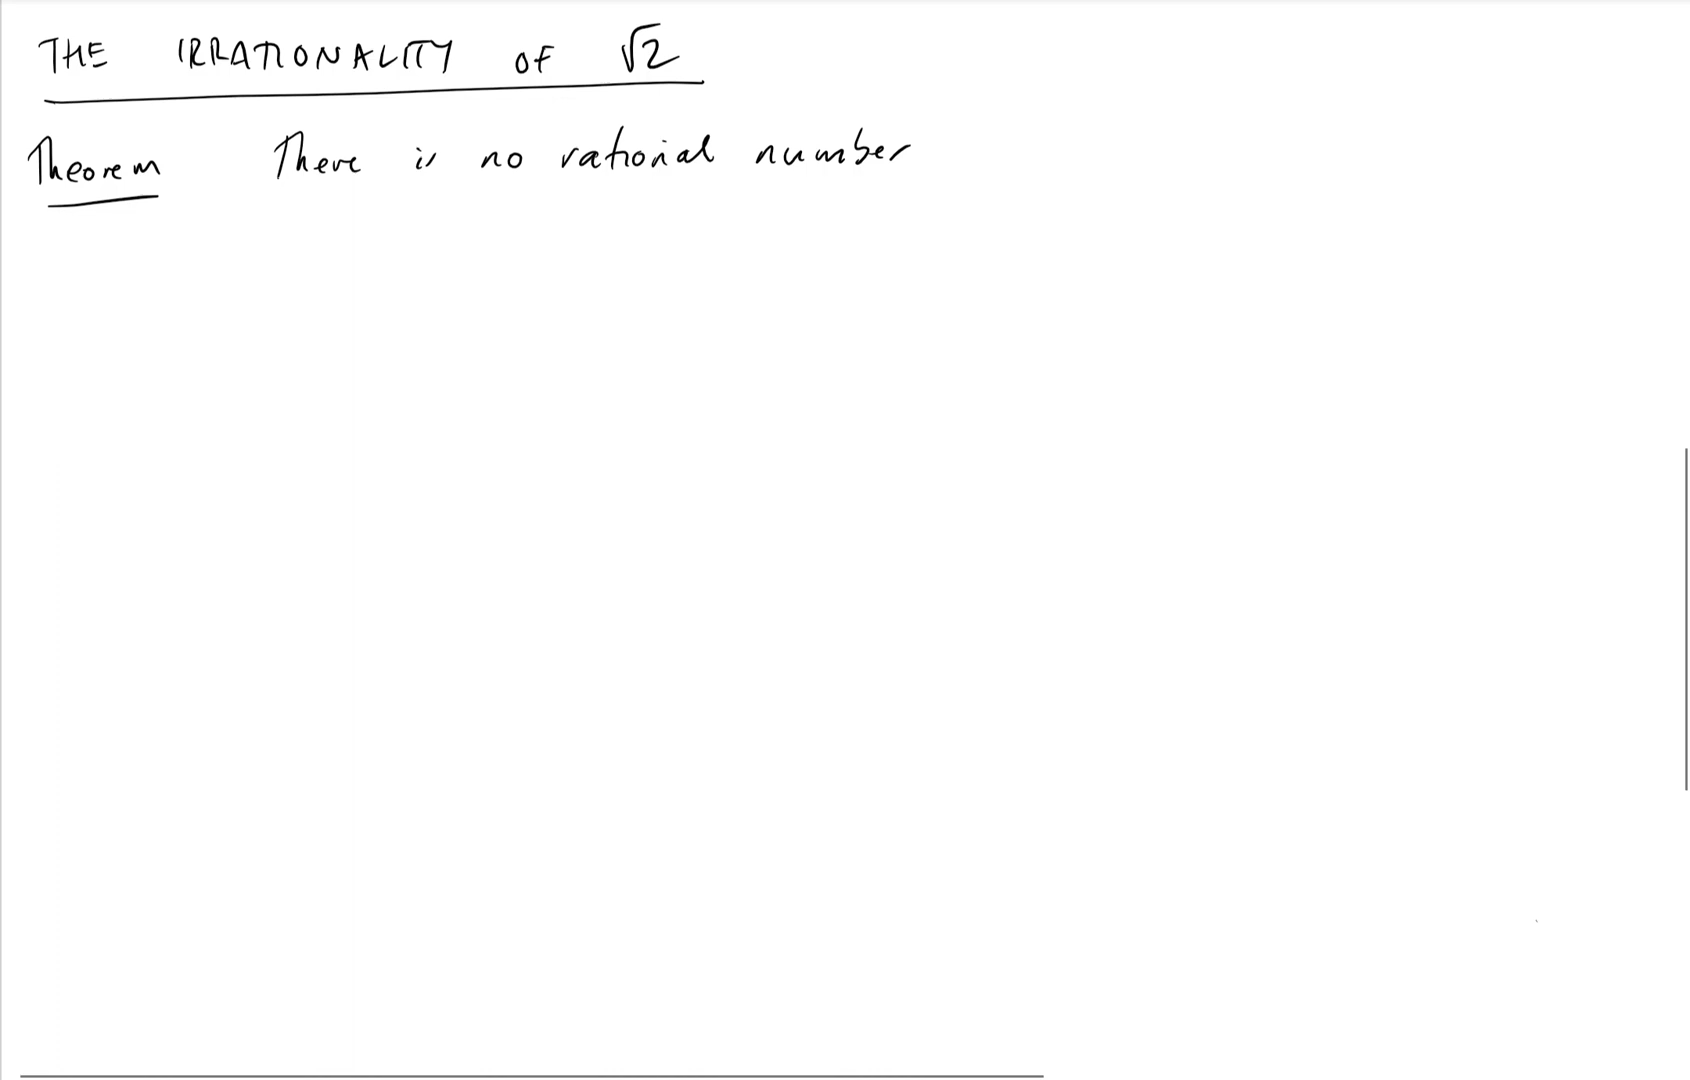 THE IRRATIONALITY OF √2
Theorem There is no rational number